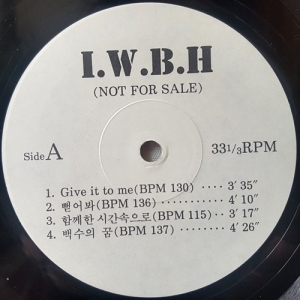 I.W.B.H
(NOT FOR SALE)
Side A 33 1/3 RPM
1. Give it to me(BPM 130) ···· 3′ 35″
2. 뻗어봐(BPM 136) ··········· 4′ 10″
3. 함께한 시간속으로(BPM 115)·· 3′ 17″
4. 백수의 꿈(BPM 137) ········ 4′ 26″